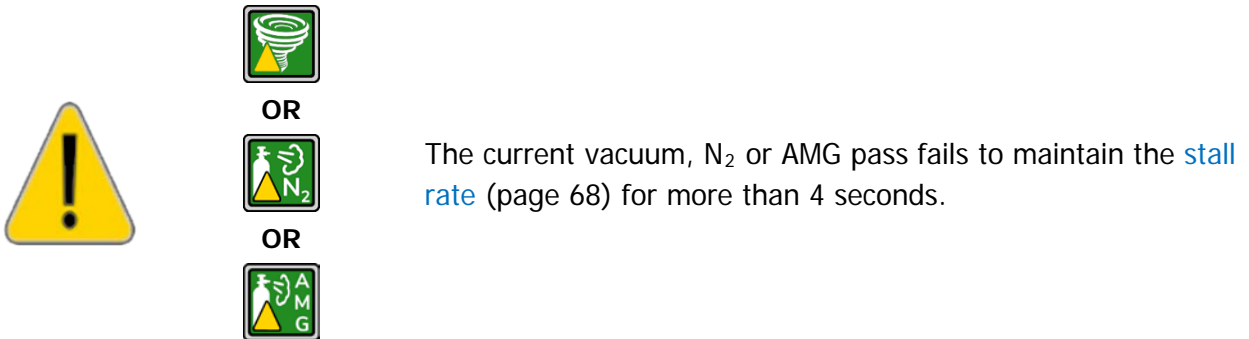 OR
N2
The current vacuum, N2 or AMG pass fails to maintain the stall
rate (page 68) for more than 4 seconds.
OR
A
M
G